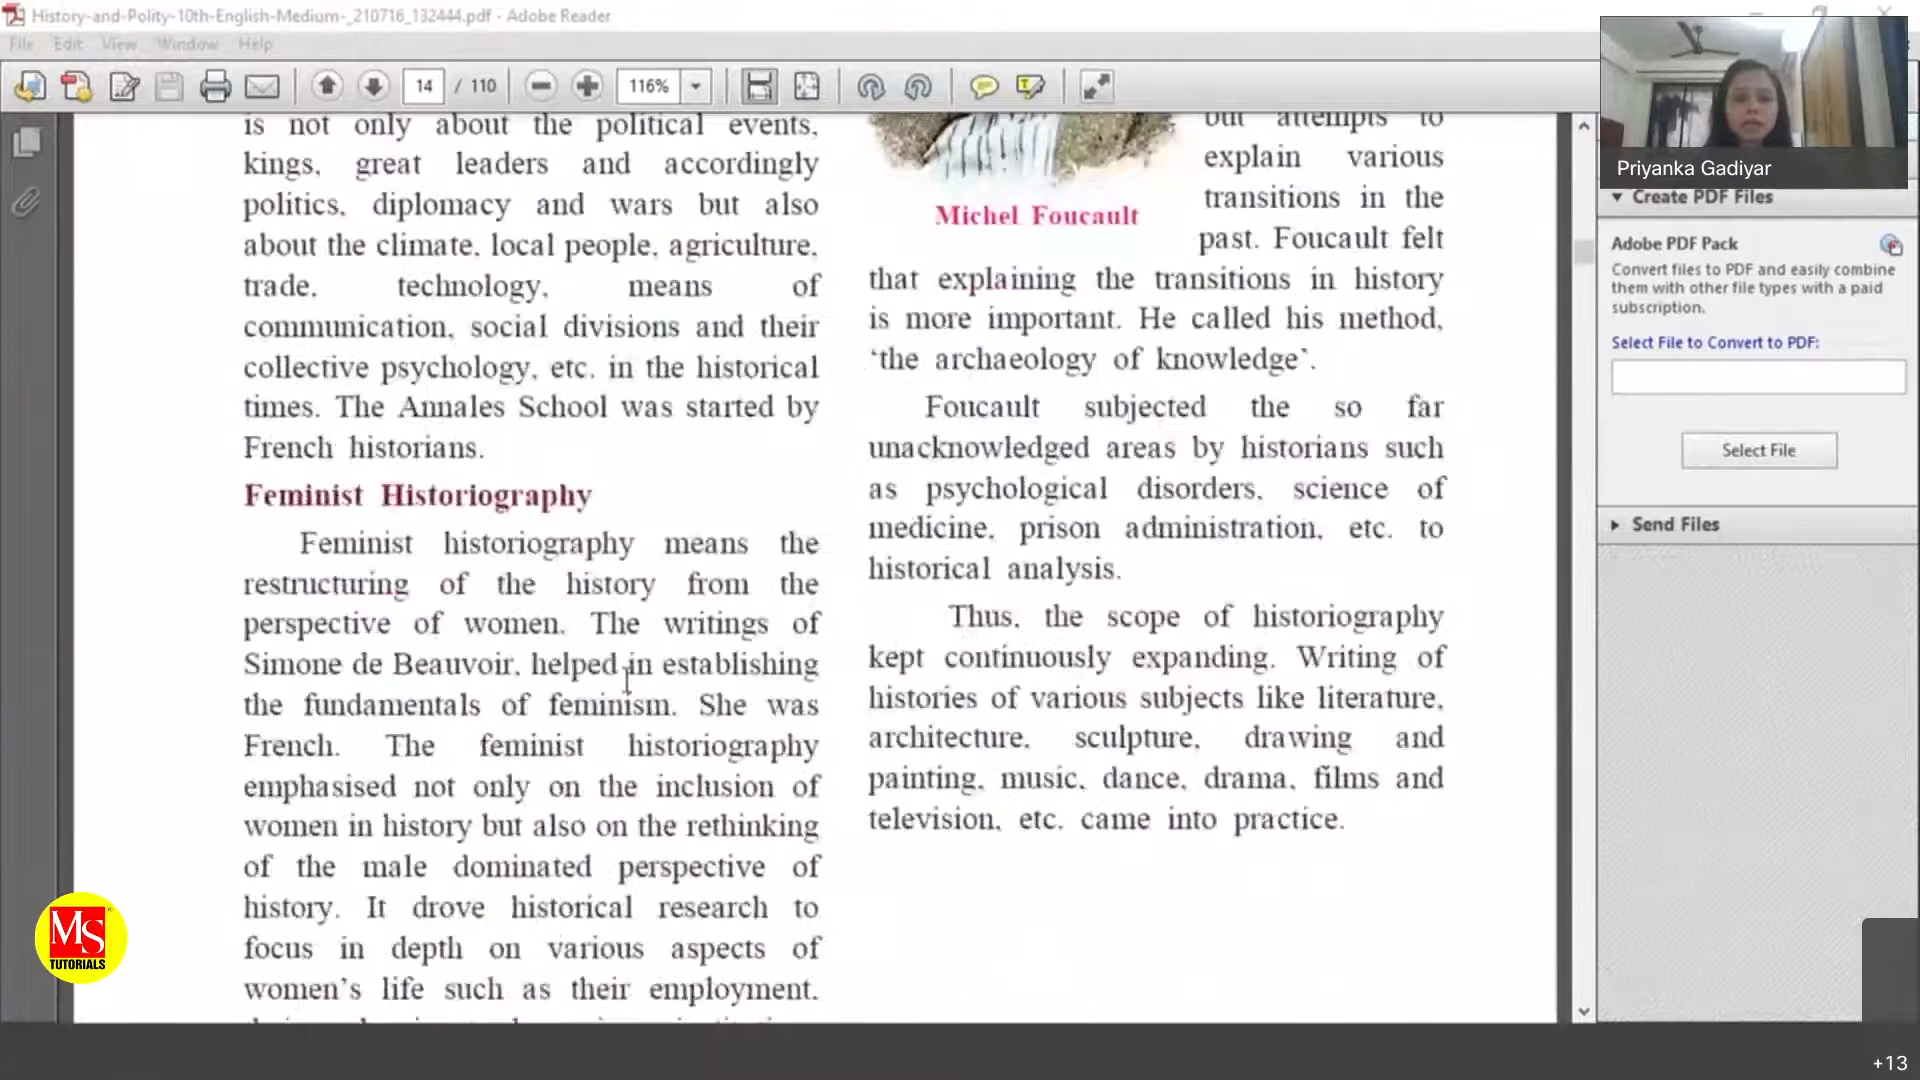 History-and-Polity-10th-English-Medium-_210716_132444.pdf - Adobe Reader
File Edit View Window Help
14 / 110 116%
is not only about the political events,
kings, great leaders and accordingly
politics, diplomacy and wars but also
about the climate, local people, agriculture,
trade, technology, means of
communication, social divisions and their
collective psychology, etc. in the historical
times. The Annales School was started by
French historians.
Feminist Historiography
Feminist historiography means the
restructuring of the history from the
perspective of women. The writings of
Simone de Beauvoir, helped in establishing
the fundamentals of feminism. She was
French. The feminist historiography
emphasised not only on the inclusion of
women in history but also on the rethinking
of the male dominated perspective of
history. It drove historical research to
focus in depth on various aspects of
women's life such as their employment,
but attempts to
explain various
transitions in the
Michel Foucault
past. Foucault felt
that explaining the transitions in history
is more important. He called his method,
‘the archaeology of knowledge‵.
Foucault subjected the so far
unacknowledged areas by historians such
as psychological disorders, science of
medicine, prison administration, etc. to
historical analysis.
Thus, the scope of historiography
kept continuously expanding. Writing of
histories of various subjects like literature,
architecture, sculpture, drawing and
painting, music, dance, drama, films and
television, etc. came into practice.
Priyanka Gadiyar
Create PDF Files
Adobe PDF Pack
Convert files to PDF and easily combine
them with other file types with a paid
subscription.
Select File to Convert to PDF:
Select File
Send Files
MS
TUTORIALS
+13